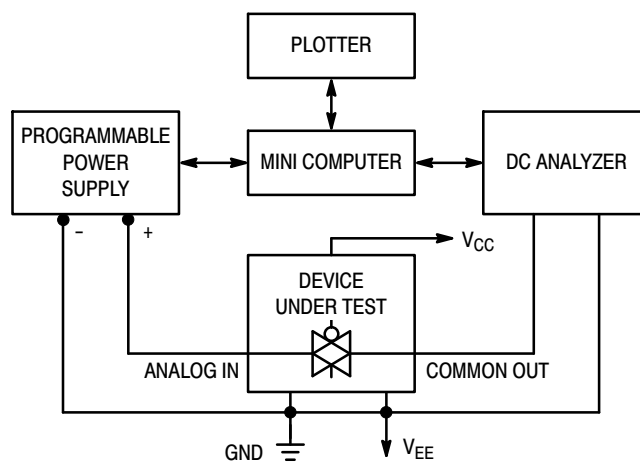 PLOTTER
PROGRAMMABLE
POWER
SUPPLY
MINI COMPUTER
DC ANALYZER
–
+
VCC
DEVICE
UNDER TEST
ANALOG IN
COMMON OUT
GND
VEE